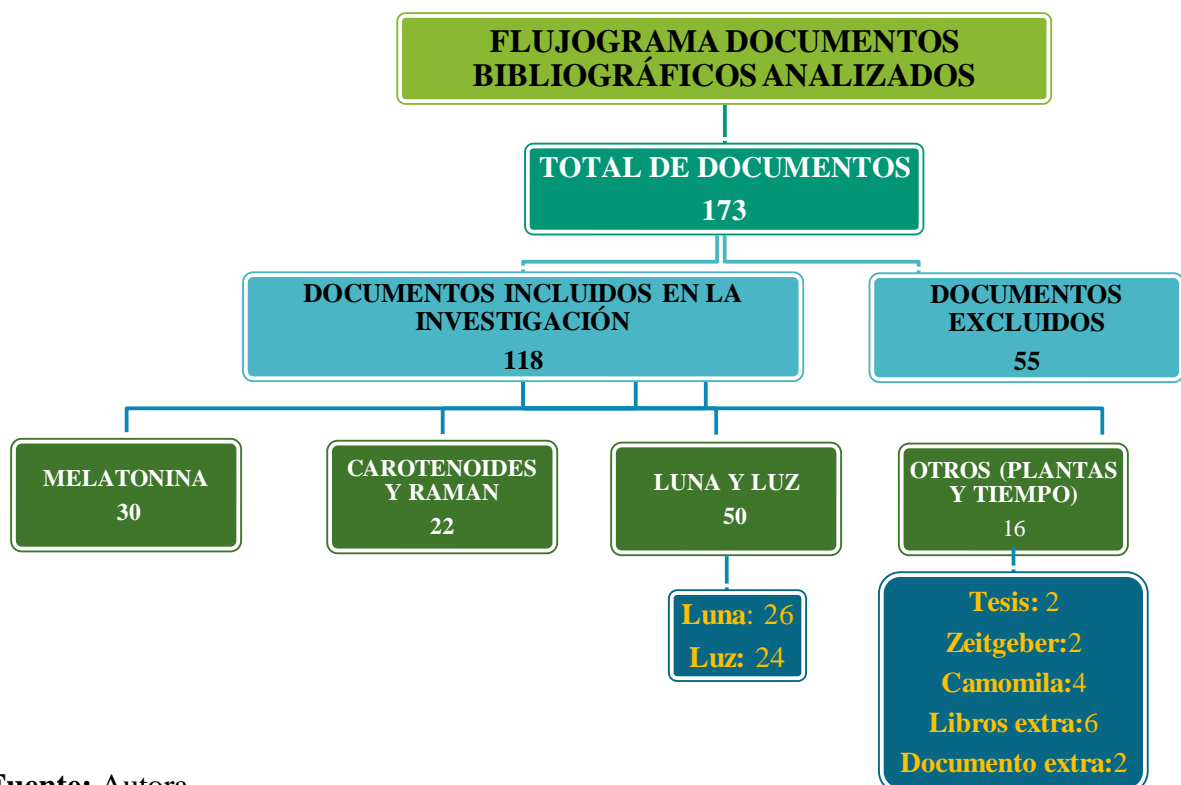 FLUJOGRAMA DOCUMENTOS
BIBLIOGRÁFICOS ANALIZADOS
TOTAL DE DOCUMENTOS
173
DOCUMENTOS INCLUIDOS EN LA
INVESTIGACIÓN
118
DOCUMENTOS
EXCLUIDOS
55
MELATONINA
30
CAROTENOIDES
Y RAMAN
22
LUNA Y LUZ
50
OTROS (PLANTAS
Y TIEMPO)
16
Luna: 26
Luz: 24
Tesis: 2
Zeitgeber:2
Camomila:4
Libros extra:6
Documento extra:2
Fuente: Autora